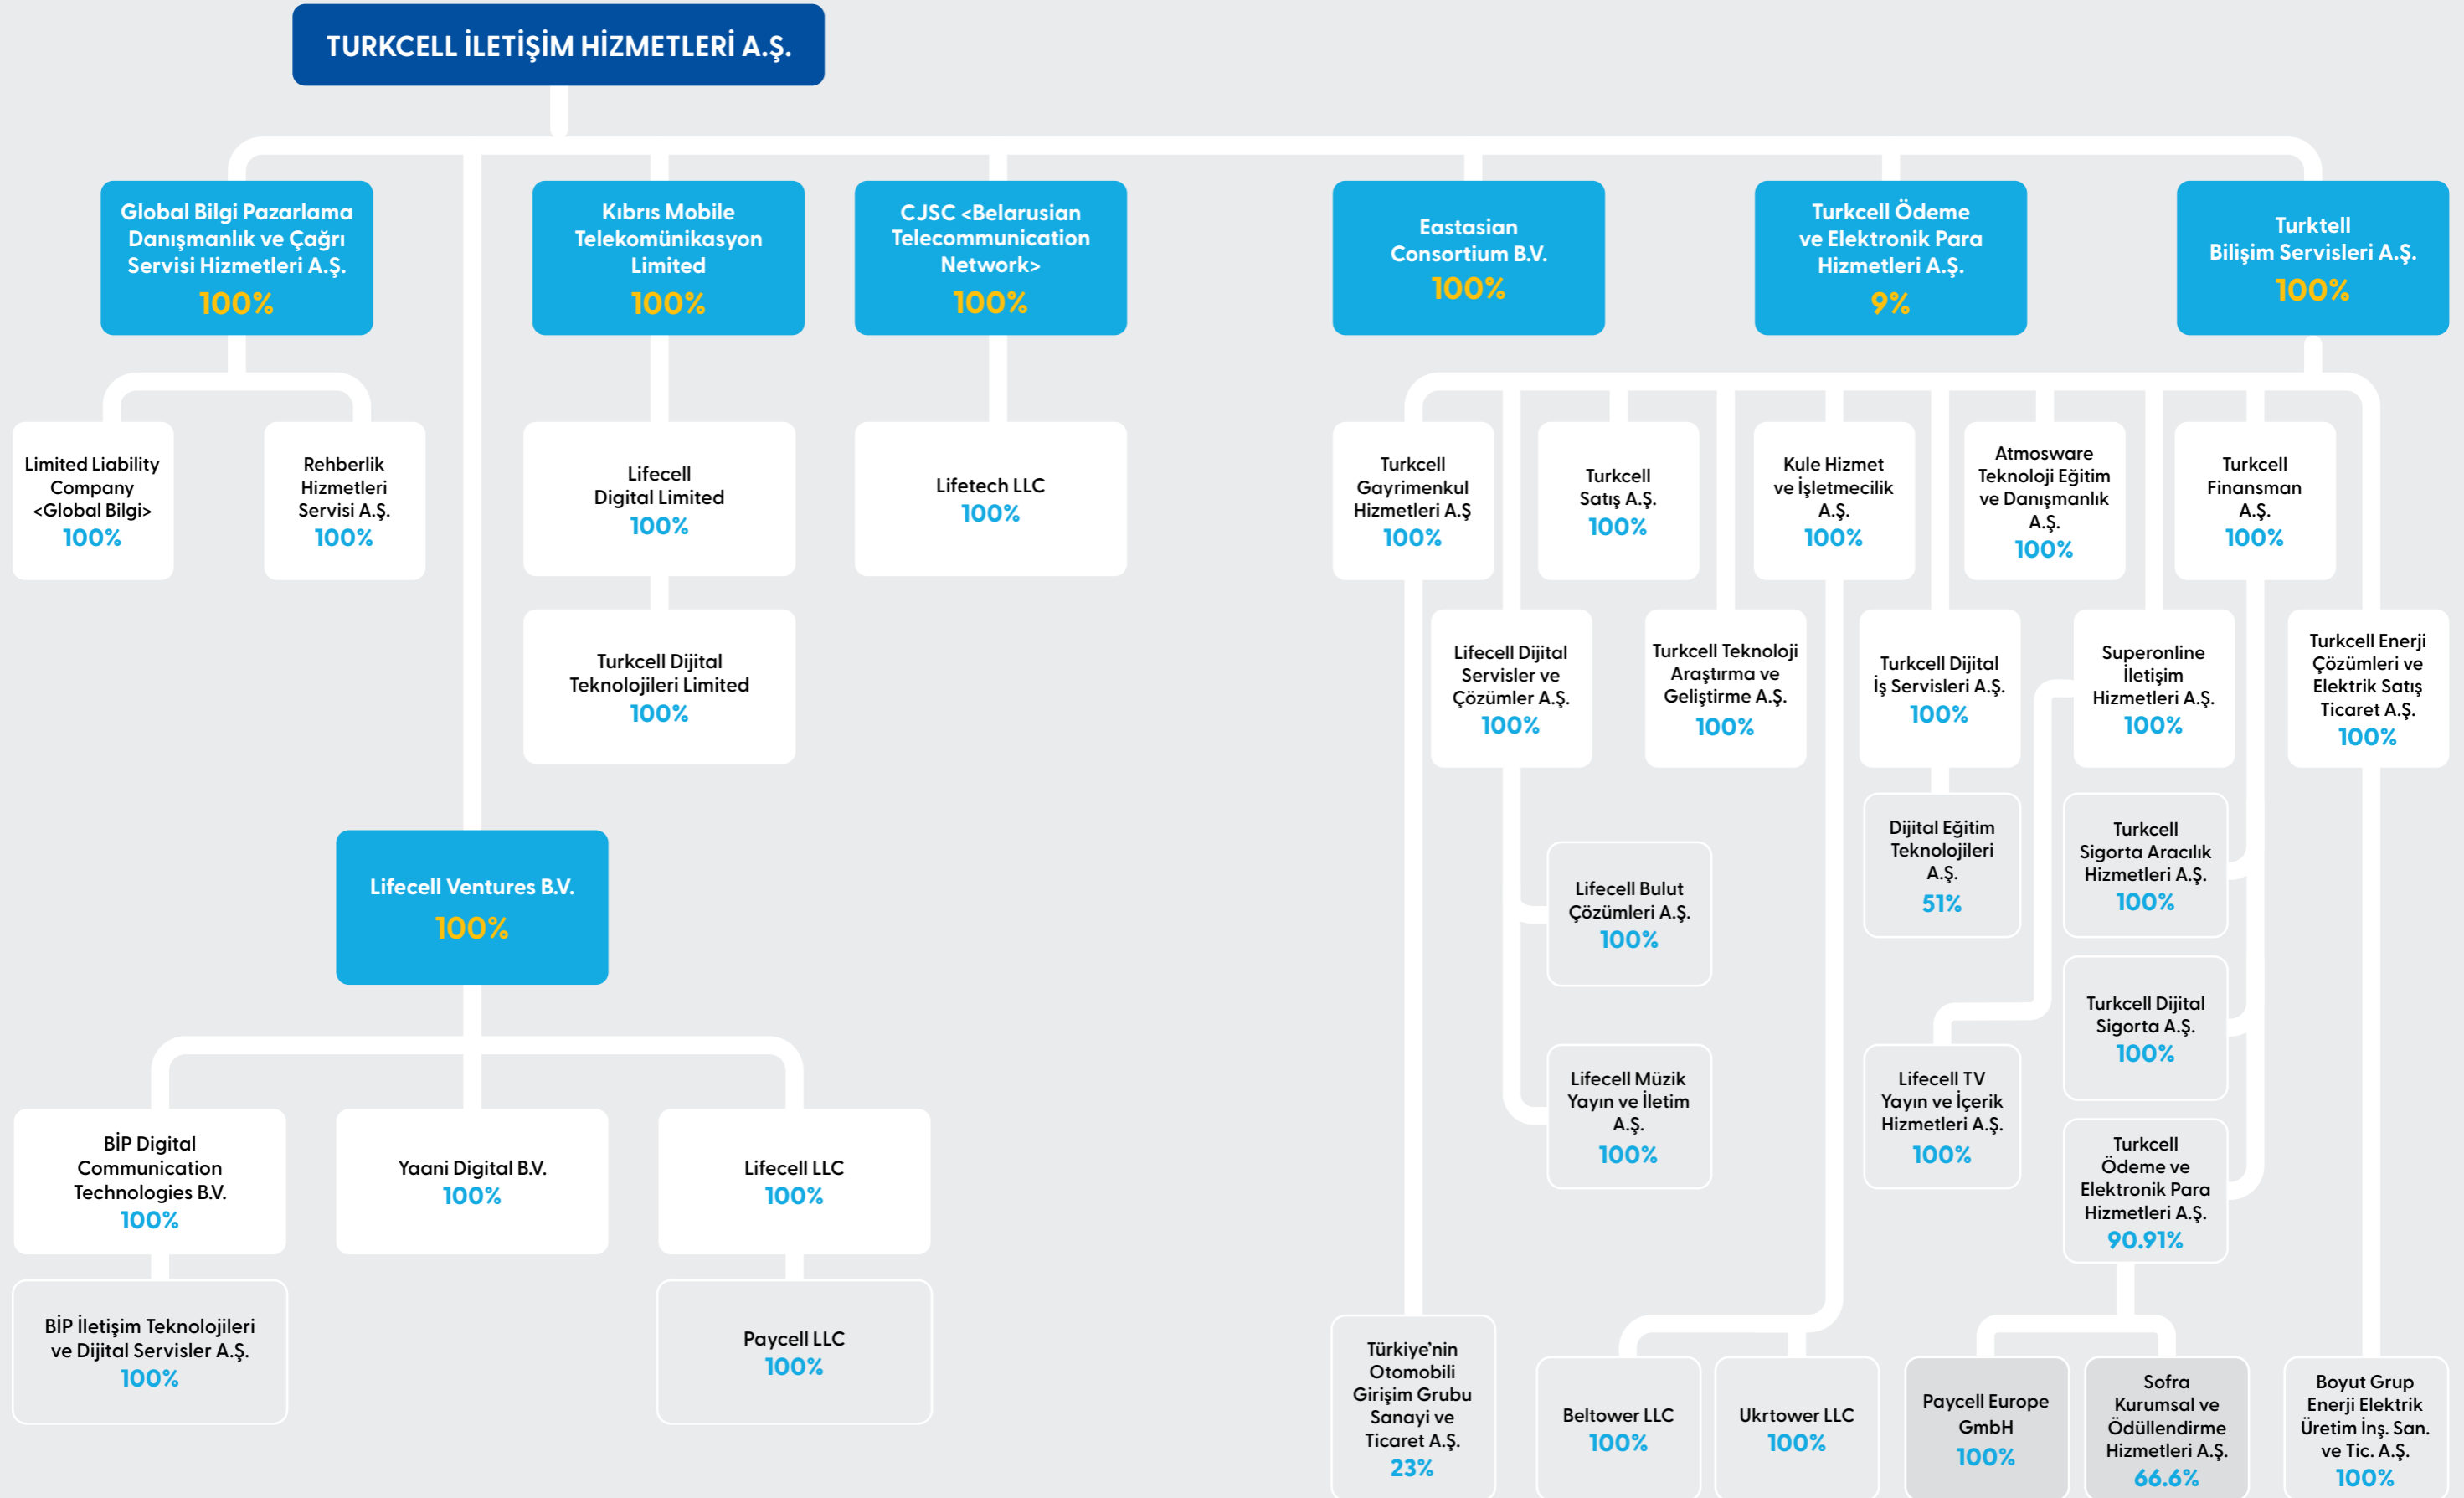 TURKCELL İLETİŞİM HİZMETLERİ A.Ş.
Global Bilgi Pazarlama
Danışmanlık ve Çağrı
Servisi Hizmetleri A.Ş.
100%
Kıbrıs Mobile
Telekomünikasyon
Limited
100%
CJSC <Belarusian
Telecommunication
Network>
100%
Eastasian
Consortium B.V.
100%
Turkcell Ödeme
ve Elektronik Para
Hizmetleri A.Ş.
9%
Turktell
Bilişim Servisleri A.Ş.
100%
Limited Liability
Company
<Global Bilgi>
100%
Rehberlik
Hizmetleri
Servisi A.Ş.
100%
Lifecell
Digital Limited
100%
Lifetech LLC
100%
Turkcell
Gayrimenkul
Hizmetleri A.Ş
100%
Turkcell
Satış A.Ş.
100%
Kule Hizmet
ve İşletmecilik
A.Ş.
100%
Atmosware
Teknoloji Eğitim
ve Danışmanlık
A.Ş.
100%
Turkcell
Finansman
A.Ş.
100%
Turkcell Dijital
Teknolojileri Limited
100%
Lifecell Dijital
Servisler ve
Çözümler A.Ş.
100%
Turkcell Teknoloji
Araştırma ve
Geliştirme A.Ş.
100%
Turkcell Dijital
İş Servisleri A.Ş.
100%
Superonline
İletişim
Hizmetleri A.Ş.
100%
Turkcell Enerji
Çözümleri ve
Elektrik Satış
Ticaret A.Ş.
100%
Lifecell Ventures B.V.
100%
Lifecell Bulut
Çözümleri A.Ş.
100%
Dijital Eğitim
Teknolojileri
A.Ş.
51%
Turkcell
Sigorta Aracılık
Hizmetleri A.Ş.
100%
Turkcell Dijital
Sigorta A.Ş.
100%
Lifecell Müzik
Yayın ve İletim
A.Ş.
100%
Lifecell TV
Yayın ve İçerik
Hizmetleri A.Ş.
100%
Turkcell
Ödeme ve
Elektronik Para
Hizmetleri A.Ş.
90.91%
BİP Digital
Communication
Technologies B.V.
100%
Yaani Digital B.V.
100%
Lifecell LLC
100%
BİP İletişim Teknolojileri
ve Dijital Servisler A.Ş.
100%
Paycell LLC
100%
Türkiye’nin
Otomobili
Girişim Grubu
Sanayi ve
Ticaret A.Ş.
23%
Beltower LLC
100%
Ukrtower LLC
100%
Paycell Europe
GmbH
100%
Sofra
Kurumsal ve
Ödüllendirme
Hizmetleri A.Ş.
66.6%
Boyut Grup
Enerji Elektrik
Üretim İnş. San.
ve Tic. A.Ş.
100%